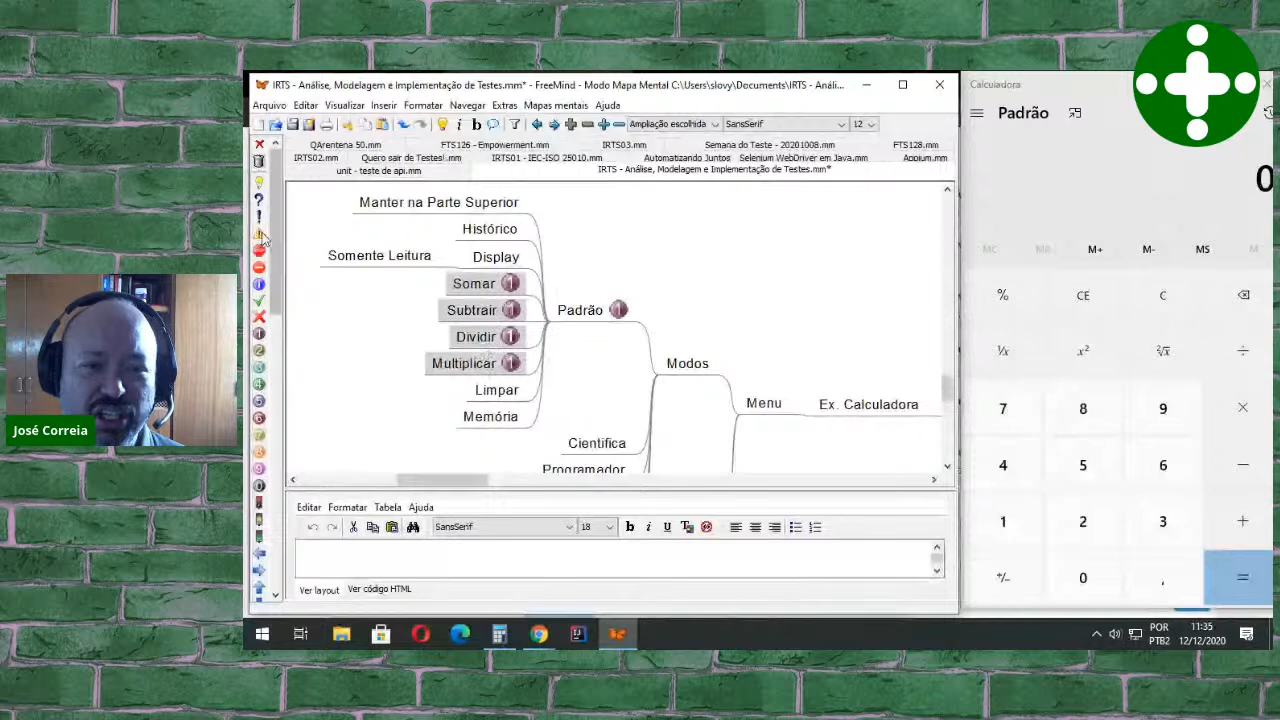 IRTS - Análise, Modelagem e Implementação de Testes.mm* - FreeMind - Modo Mapa Mental C:\Users\slovy\Documents\IRTS - Análi...
Arquivo Editar Visualizar Inserir Formatar Navegar Extras Mapas mentais Ajuda
Ampliação escolhida SansSerif 12
QArentena 50.mm FTS126 - Empowerment.mm IRTS03.mm Semana do Teste - 20201008.mm FTS128.mm
IRTS02.mm Quero sair de Testes!.mm IRTS01 - IEC-ISO 25010.mm Automatizando Juntos Selenium WebDriver em Java.mm Appium.mm
unit - teste de api.mm IRTS - Análise, Modelagem e Implementação de Testes.mm*
Manter na Parte Superior
Histórico
Somente Leitura Display
Somar 1
Subtrair 1
Padrão 1
Dividir 1
Multiplicar 1
Modos
Limpar
Menu
Ex. Calculadora
Memória
Científica
Programador
Editar Formatar Tabela Ajuda
SansSerif 18
b i U
Ver layout Ver código HTML
Calculadora
Padrão
0
MC M+ M- MS
% CE C
¹/x x² ²√x ÷
7 8 9 ×
4 5 6 −
1 2 3 +
+/- 0 , =
José Correia
POR
PTB2
11:35
12/12/2020